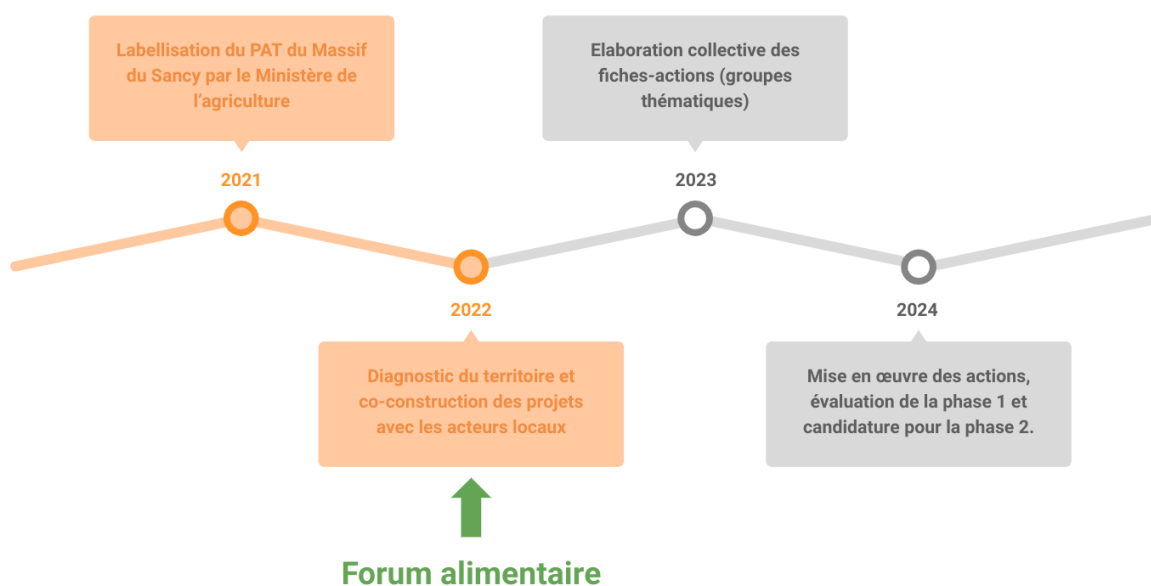 Labellisation du PAT du Massif
du Sancy par le Ministère de
l'agriculture
2021
Elaboration collective des
fiches-actions (groupes
thématiques)
2023
2022
Diagnostic du territoire et
co-construction des projets
avec les acteurs locaux
2024
Mise en œuvre des actions,
évaluation de la phase 1 et
candidature pour la phase 2.
Forum alimentaire